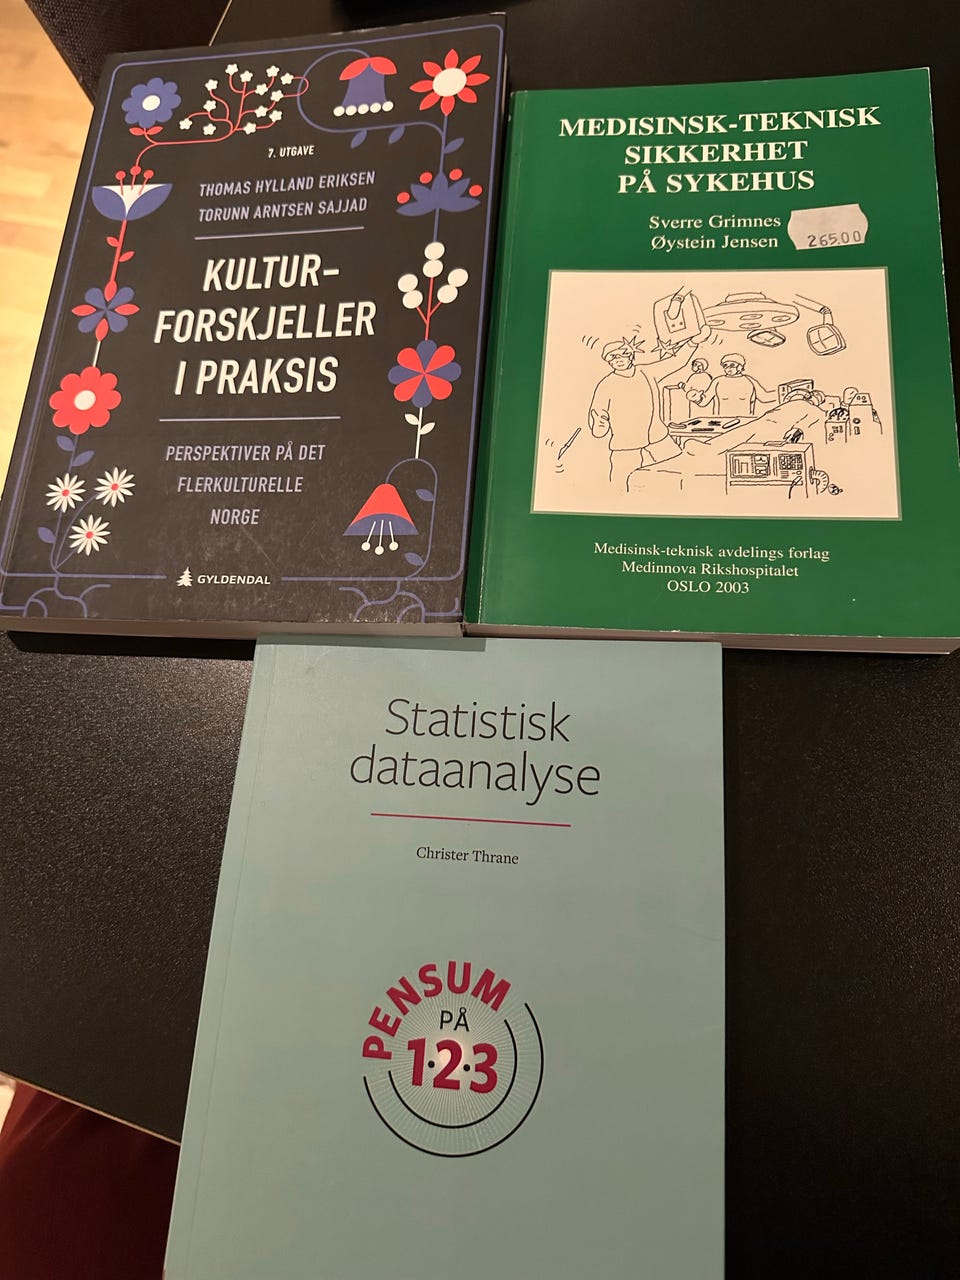 7. UTGAVE
THOMAS HYLLAND ERIKSEN
TORUNN ARNTSEN SAJJAD
KULTUR-
FORSKJELLER
I PRAKSIS
PERSPEKTIVER PÅ DET
FLERKULTURELLE
NORGE
GYLDENDAL
MEDISINSK-TEKNISK
SIKKERHET
PÅ SYKEHUS
Sverre Grimnes
Øystein Jensen
265.00
Medisinsk-teknisk avdelings forlag
Medinnova Rikshospitalet
OSLO 2003
Statistisk
dataanalyse
Christer Thrane
PENSUM
PÅ
1·2·3